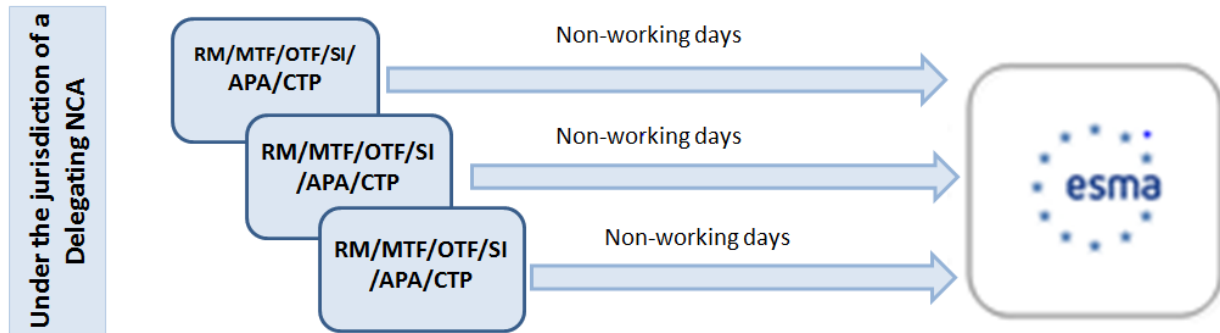 Under the jurisdiction of a
Delegating NCA
RM/MTF/OTF/SI/
APA/CTP
Non-working days
RM/MTF/OTF/SI
/APA/CTP
Non-working days
RM/MTF/OTF/SI
/APA/CTP
Non-working days
esma